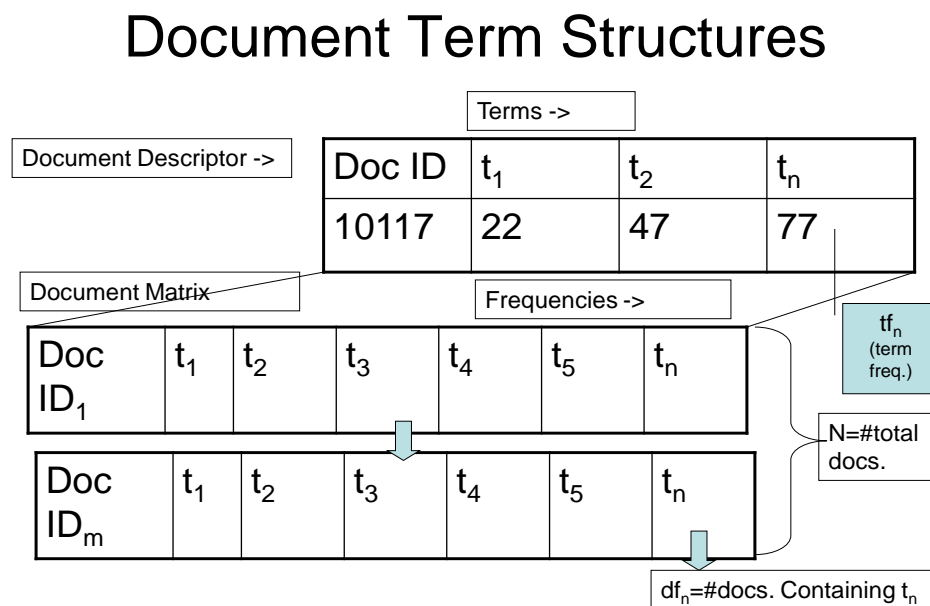 Document Term Structures
Terms ->
Document Descriptor ->
Doc ID t₁ t₂ tₙ
10117 22 47 77
Document Matrix
Frequencies ->
tfₙ
(term
freq.)
Doc t₁ t₂ t₃ t₄ t₅ tₙ
ID₁
N=#total
docs.
Doc t₁ t₂ t₃ t₄ t₅ tₙ
IDₘ
dfₙ=#docs. Containing tₙ